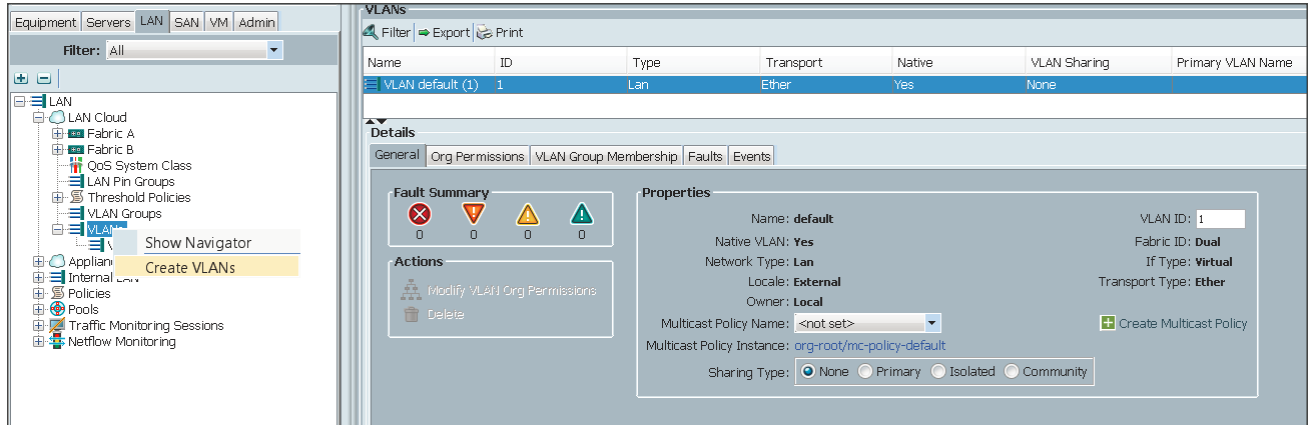 Equipment Servers LAN SAN VM Admin
Filter: All
LAN
LAN Cloud
Fabric A
Fabric B
QoS System Class
LAN Pin Groups
Threshold Policies
VLAN Groups
VLANs
Show Navigator
Create VLANs
Internal LAN
Policies
Pools
Traffic Monitoring Sessions
Netflow Monitoring
VLANs
Filter Export Print
Name ID Type Transport Native VLAN Sharing Primary VLAN Name
VLAN default (1) 1 Lan Ether Yes None
Details
General Org Permissions VLAN Group Membership Faults Events
Fault Summary
0 0 0 0
Actions
Modify VLAN Org Permissions
Delete
Properties
Name: default VLAN ID: 1
Native VLAN: Yes Fabric ID: Dual
Network Type: Lan If Type: Virtual
Locale: External Transport Type: Ether
Owner: Local
Multicast Policy Name: <not set> Create Multicast Policy
Multicast Policy Instance: org-root/mc-policy-default
Sharing Type: None Primary Isolated Community